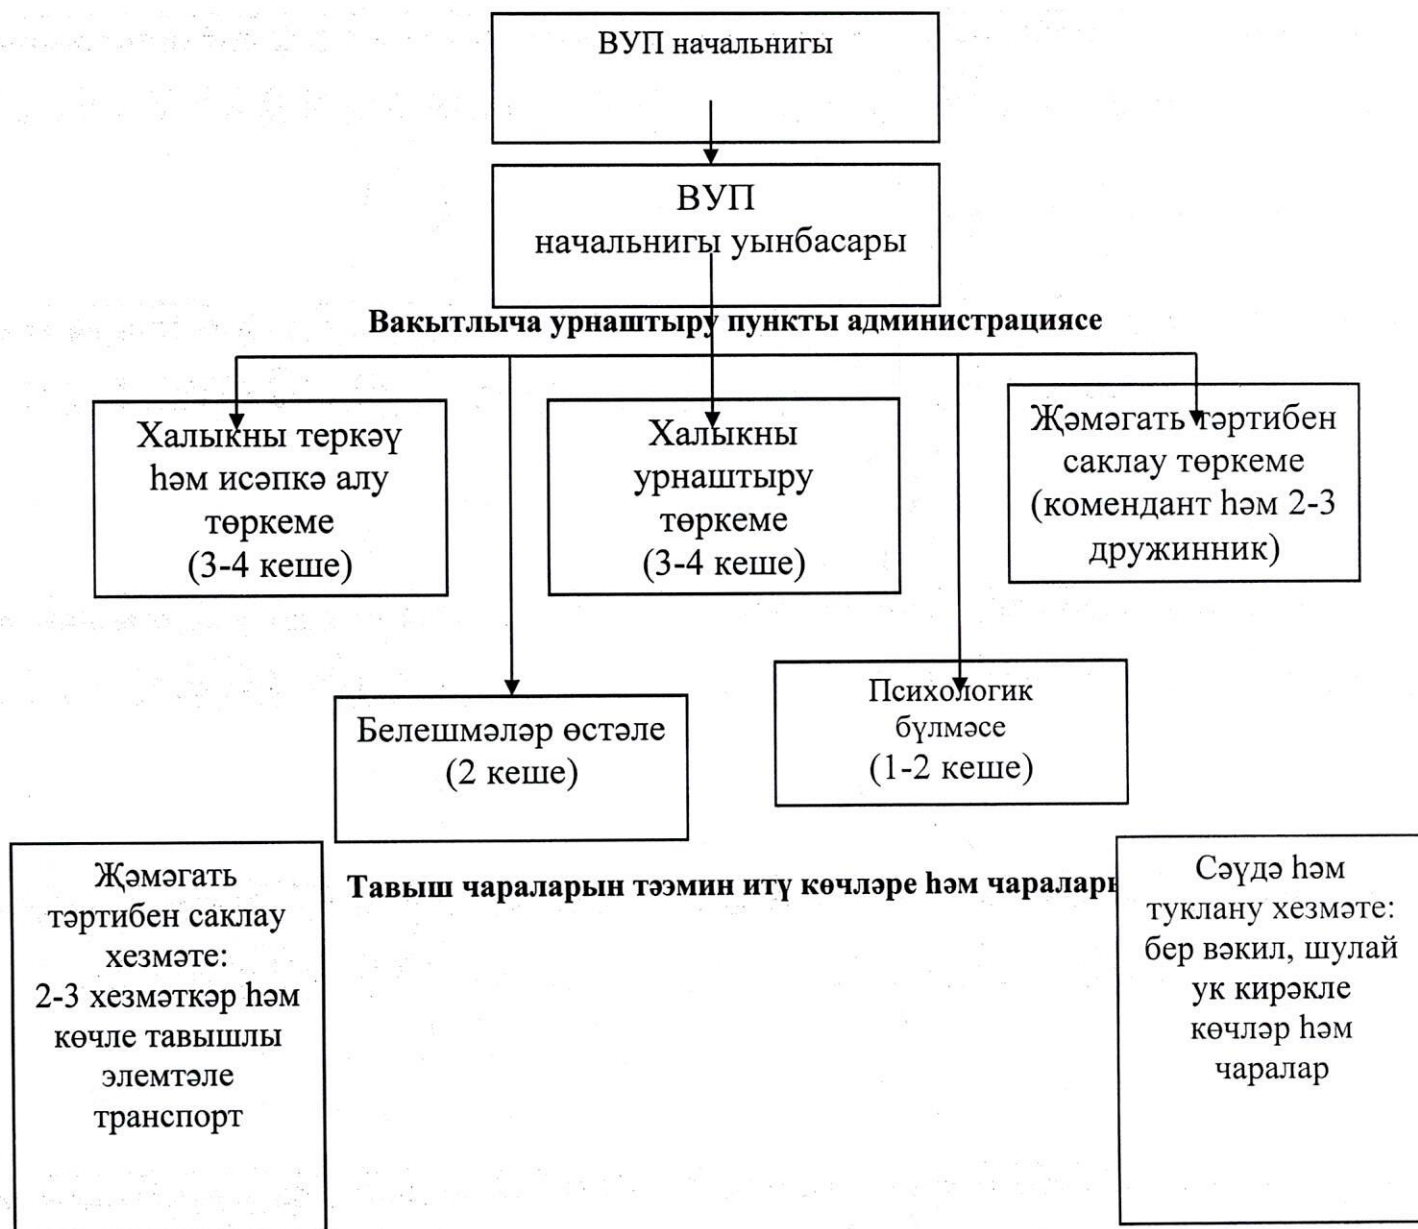 ВУП начальнигы
ВУП
начальнигы уынбасары
Вакытлыча урнаштыру пункты администрациясе
Халыкны теркәү
һәм исәпкә алу
төркеме
(3-4 кеше)
Халыкны
урнаштыру
төркеме
(3-4 кеше)
Җәмәгать тәртибен
саклау төркеме
(комендант һәм 2-3
дружинник)
Белешмәләр өстәле
(2 кеше)
Психологик
бүлмәсе
(1-2 кеше)
Җәмәгать
тәртибен саклау
хезмәте:
2-3 хезмәткәр һәм
көчле тавышлы
элемтәле
транспорт
Тавыш чараларын тәэмин итү көчләре һәм чаралары
Сәүдә һәм
туклану хезмәте:
бер вәкил, шулай
ук кирәкле
көчләр һәм
чаралар